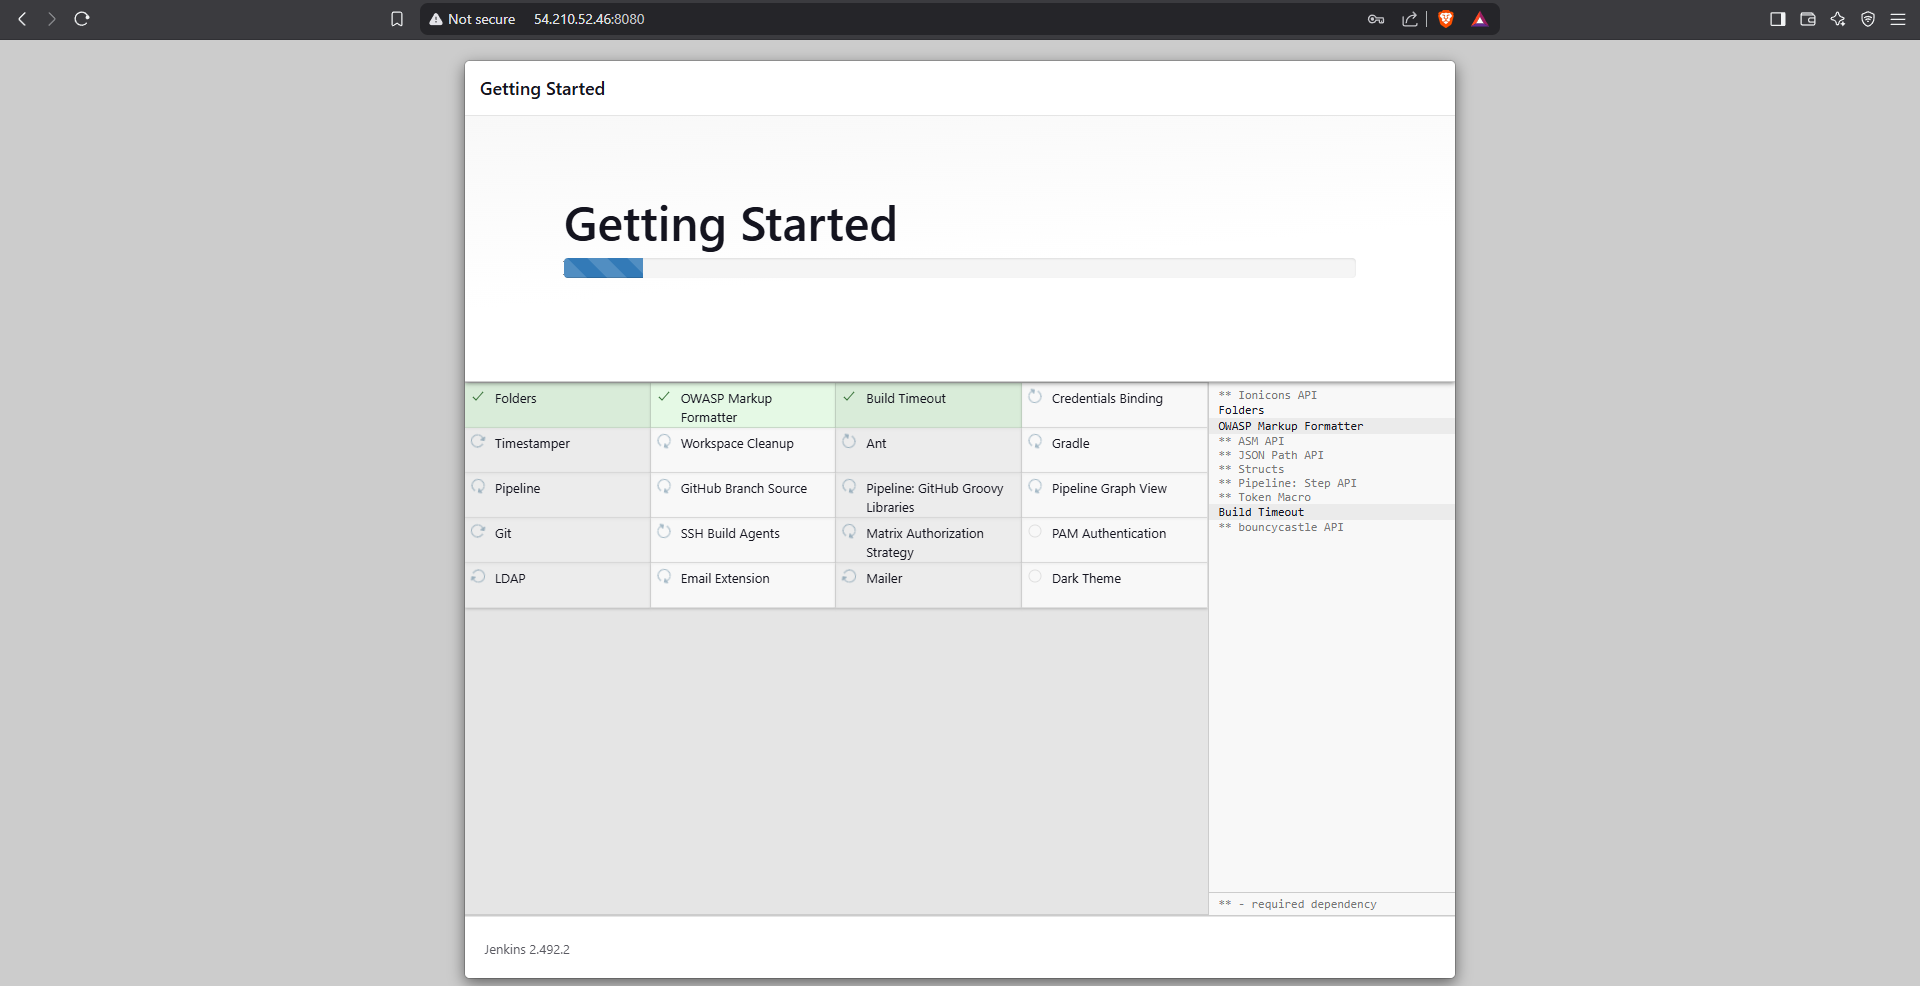 Not secure 54.210.52.46:8080
Getting Started
Getting Started
Folders
OWASP Markup
Formatter
Build Timeout
Credentials Binding
Timestamper
Workspace Cleanup
Ant
Gradle
Pipeline
GitHub Branch Source
Pipeline: GitHub Groovy
Libraries
Pipeline Graph View
Git
SSH Build Agents
Matrix Authorization
Strategy
PAM Authentication
LDAP
Email Extension
Mailer
Dark Theme
** Ionicons API
Folders
OWASP Markup Formatter
** ASM API
** JSON Path API
** Structs
** Pipeline: Step API
** Token Macro
Build Timeout
** bouncycastle API
** - required dependency
Jenkins 2.492.2